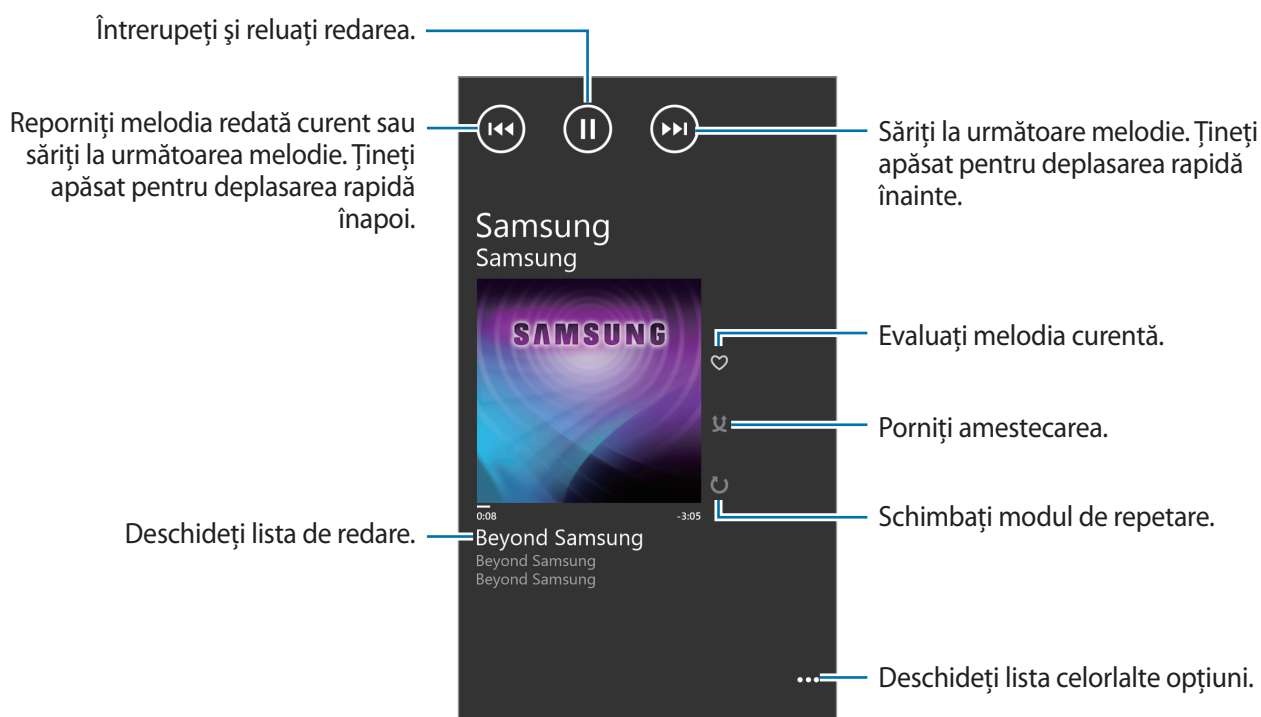 Întrerupeţi şi reluaţi redarea.
Reporniţi melodia redată curent sau
săriţi la următoarea melodie. Ţineţi
apăsat pentru deplasarea rapidă
înapoi.
Săriţi la următoare melodie. Ţineţi
apăsat pentru deplasarea rapidă
înainte.
Samsung
Samsung
SAMSUNG
Evaluaţi melodia curentă.
Porniţi amestecarea.
Schimbaţi modul de repetare.
0:08
-3:05
Deschideţi lista de redare.
Beyond Samsung
Beyond Samsung
Beyond Samsung
Deschideţi lista celorlalte opţiuni.